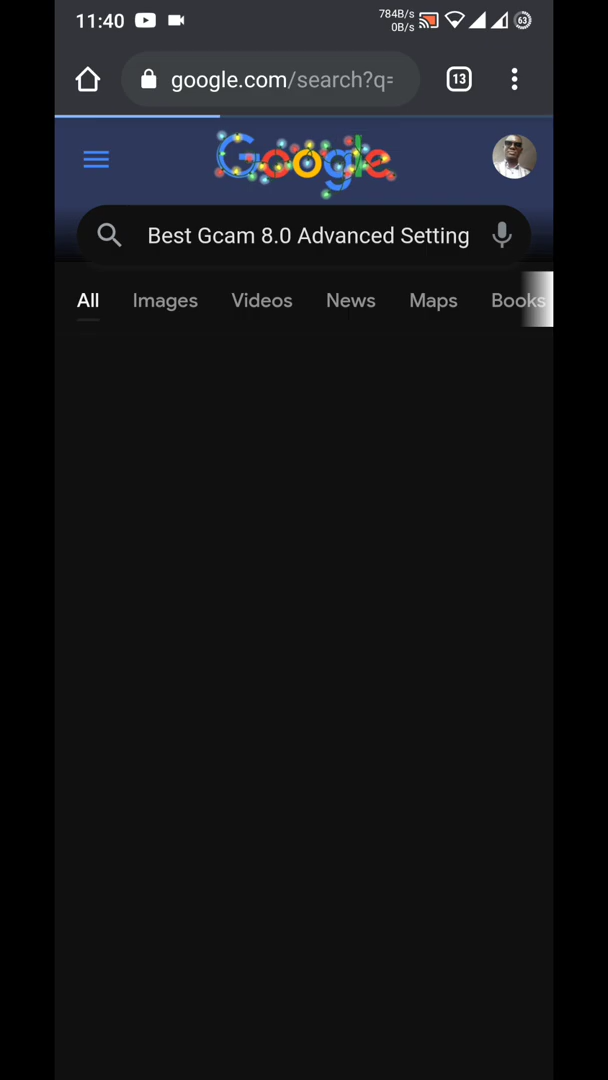 11:40 784B/s 0B/s 63
google.com/search?q= 13
Google
Best Gcam 8.0 Advanced Setting
All Images Videos News Maps Books